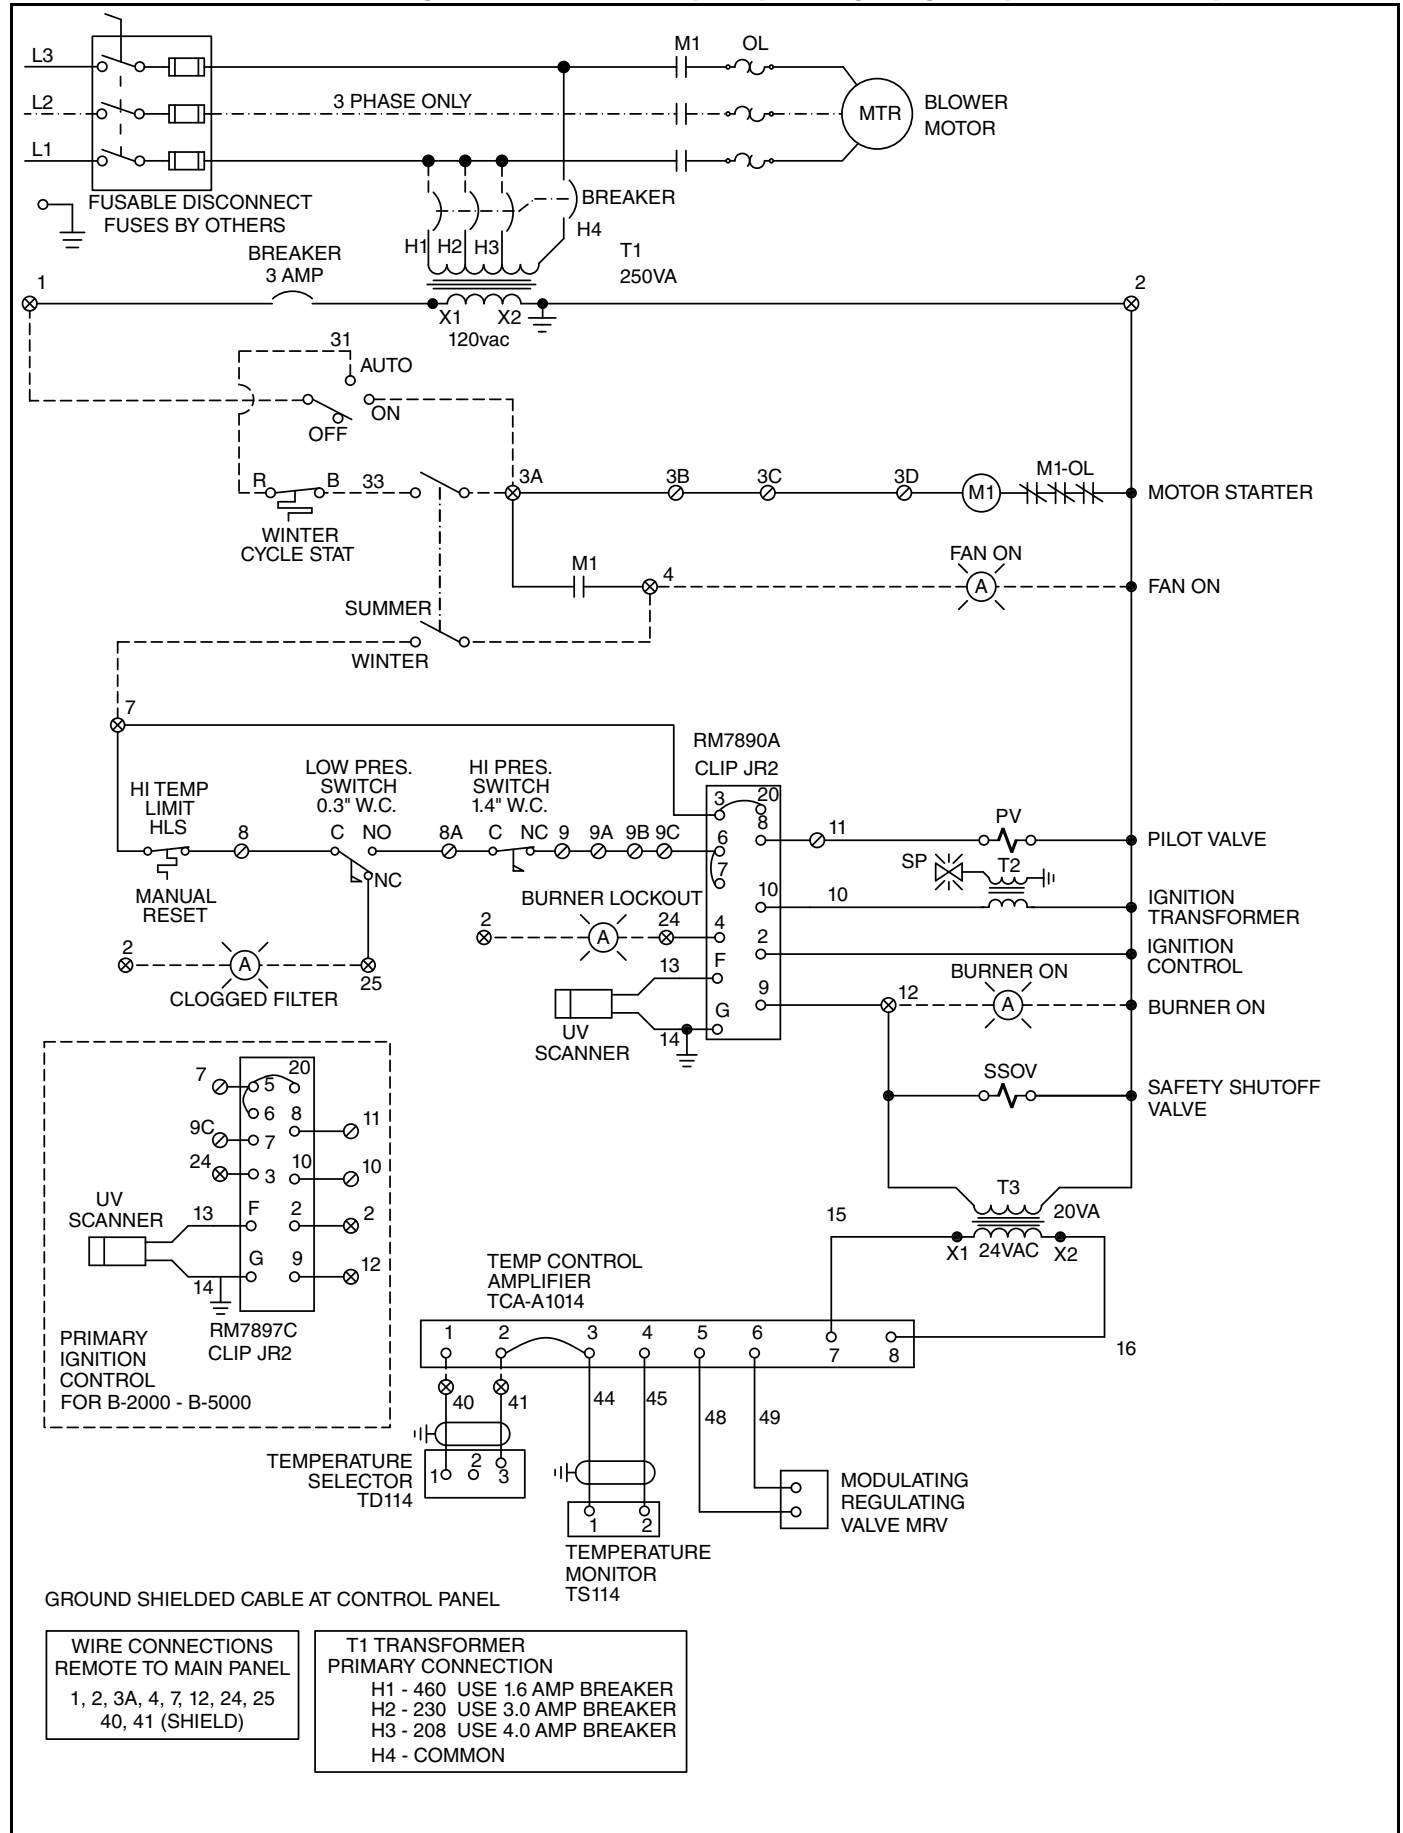 L3
M1 OL
L2
3 PHASE ONLY
MTR
BLOWER
MOTOR
L1
FUSABLE DISCONNECT
FUSES BY OTHERS
BREAKER
H1 H2 H3 H4
T1
250VA
BREAKER
3 AMP
1
2
X1 X2
120vac
31
AUTO
ON
OFF
R B 33
WINTER
CYCLE STAT
3A
3B
3C
3D
M1
M1-OL
MOTOR STARTER
M1
4
FAN ON
A
FAN ON
SUMMER
WINTER
7
RM7890A
CLIP JR2
HI TEMP
LIMIT
HLS
MANUAL
RESET
8
LOW PRES.
SWITCH
0.3" W.C.
C NO
NC
8A
HI PRES.
SWITCH
1.4" W.C.
C NC
9 9A 9B 9C
3 20
8
6
7
10
4
2
F
9
G
11
PV
PILOT VALVE
SP
T2
10
IGNITION
TRANSFORMER
IGNITION
CONTROL
BURNER LOCKOUT
2
A
24
2
A
25
CLOGGED FILTER
13
14
UV
SCANNER
12
BURNER ON
A
BURNER ON
SSOV
SAFETY SHUTOFF
VALVE
T3
20VA
X1 24VAC X2
15
16
7
9C
24
5 20
6 8
7
3 10
F 2
G 9
11
10
2
12
UV
SCANNER
13
14
RM7897C
CLIP JR2
PRIMARY
IGNITION
CONTROL
FOR B-2000 - B-5000
TEMP CONTROL
AMPLIFIER
TCA-A1014
1 2 3 4 5 6 7 8
40 41 44 45 48 49
TEMPERATURE
SELECTOR
TD114
1 2 3
1 2
TEMPERATURE
MONITOR
TS114
MODULATING
REGULATING
VALVE MRV
GROUND SHIELDED CABLE AT CONTROL PANEL
WIRE CONNECTIONS
REMOTE TO MAIN PANEL
1, 2, 3A, 4, 7, 12, 24, 25
40, 41 (SHIELD)
T1 TRANSFORMER
PRIMARY CONNECTION
H1 - 460 USE 1.6 AMP BREAKER
H2 - 230 USE 3.0 AMP BREAKER
H3 - 208 USE 4.0 AMP BREAKER
H4 - COMMON